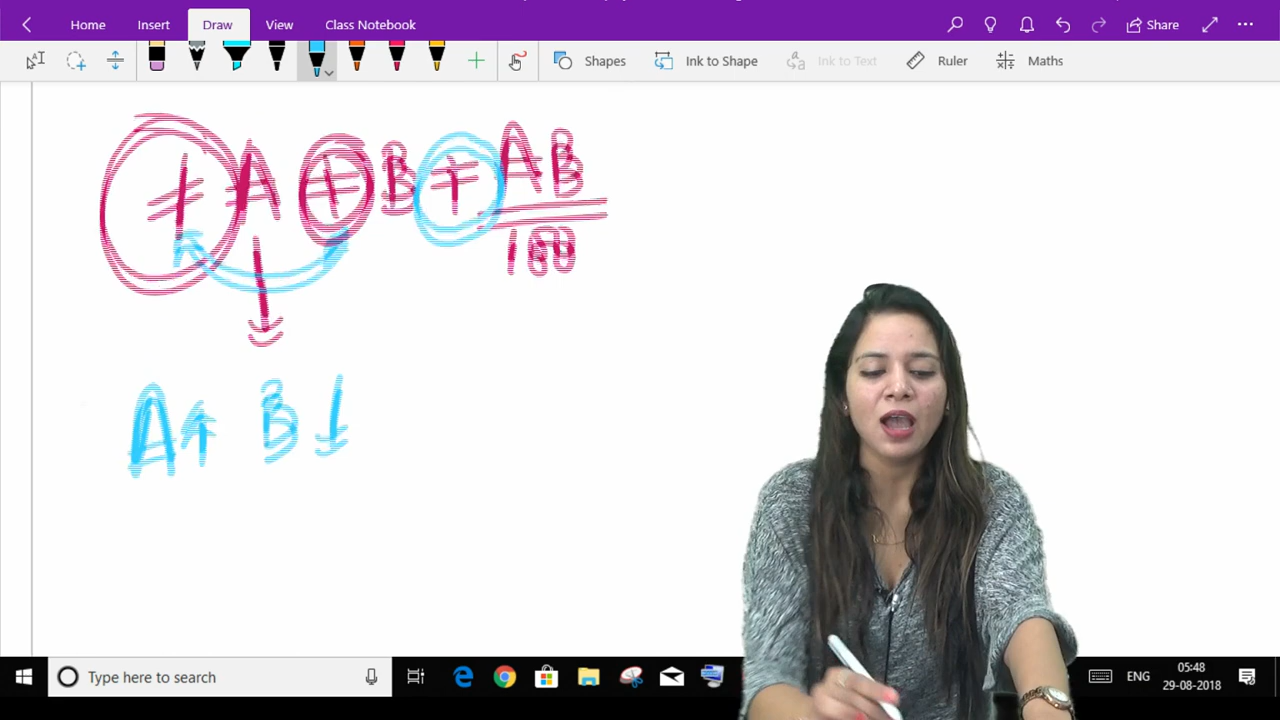 Home Insert Draw View Class Notebook Share
Shapes Ink to Shape Ink to Text Ruler Maths
± A ± B ± AB
100
A↑ B↓
Type here to search ENG 05:48
29-08-2018